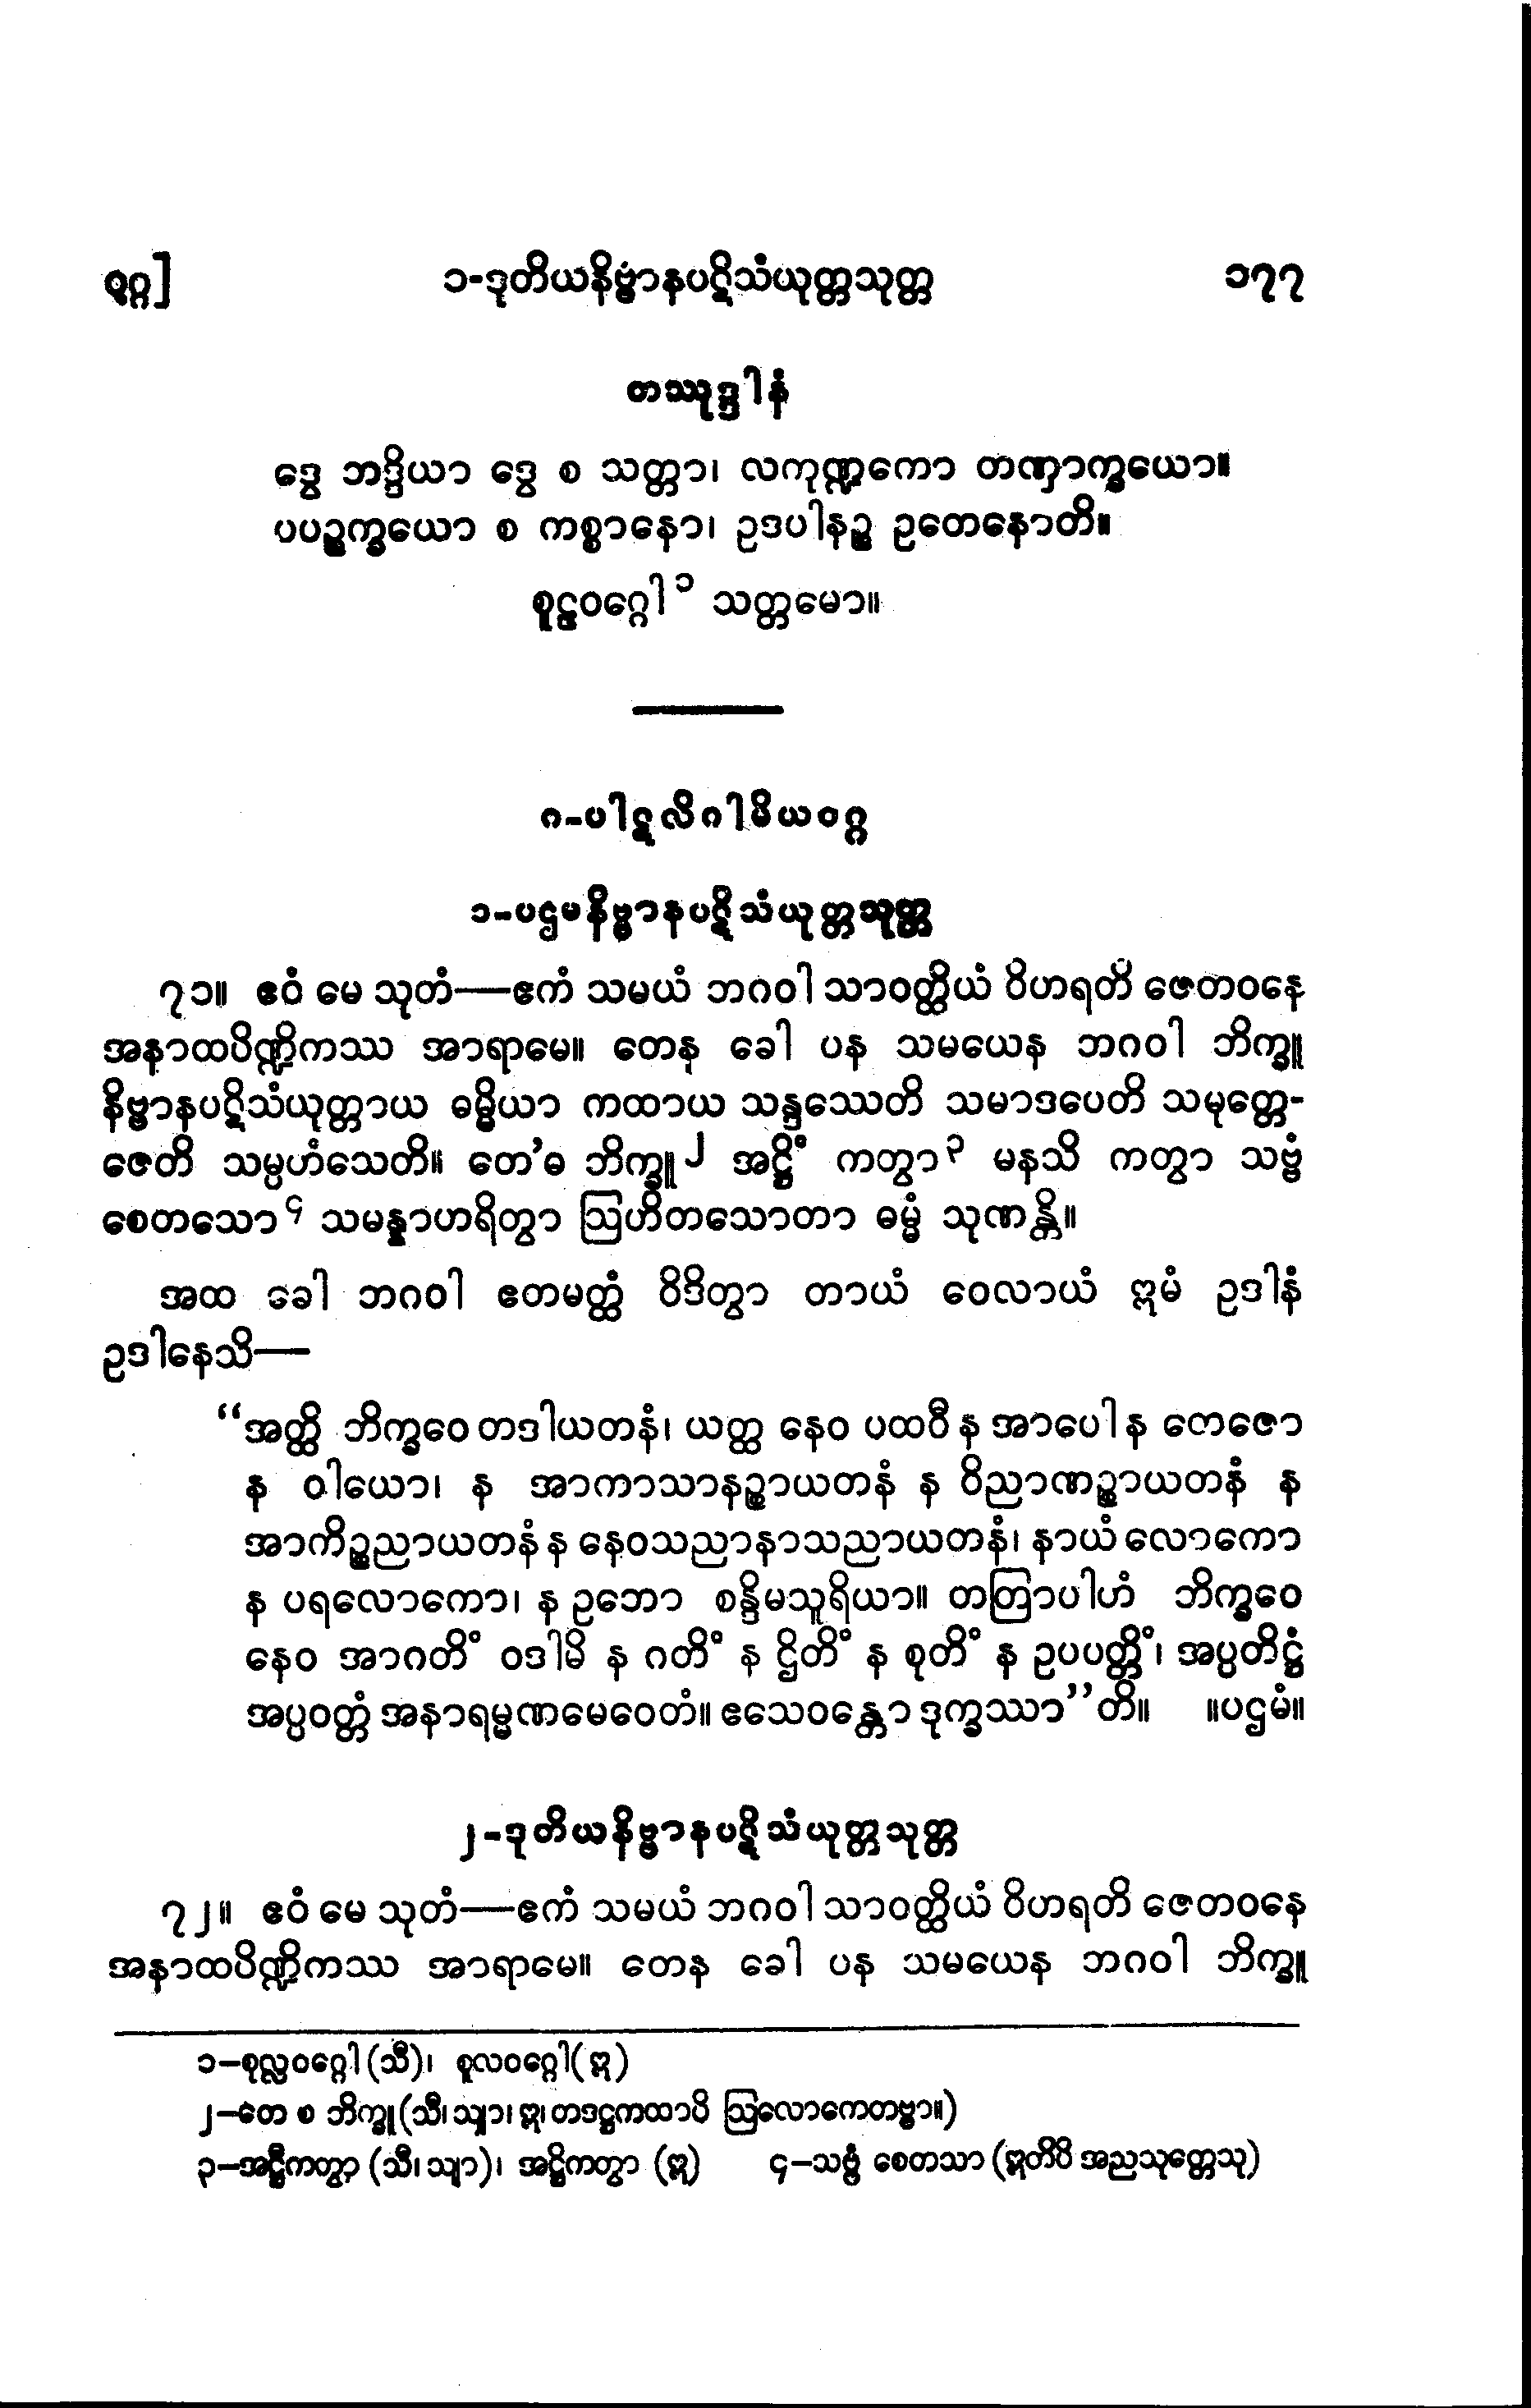 ၇၇] ၁-ဒုတိယနိဗ္ဗာနပဋိသံယုတ္တသုတ္တ ၁၇၇
တဿုဒ္ဒါနံ
ဒွေ ဘဒ္ဒိယာ ဒွေ စ သတ္တာ၊ လကုဏ္ဍကော တဏှာက္ခယော။
ပပဉ္စက္ခယော စ ကစ္စာနော၊ ဥဒပါနဉ္စ ဥတေနောတိ။
စူဠဝဂ္ဂေါ ၁ သတ္တမော။
ဂ-ပါဋလိဂါမိယဝဂ္ဂ
၁-ပဌမနိဗ္ဗာနပဋိသံယုတ္တသုတ္တ
၇၁။ ဧဝံ မေ သုတံ—ဧကံ သမယံ ဘဂဝါ သာဝတ္ထိယံ ဝိဟရတိ ဇေတဝနေ
အနာထပိဏ္ဍိကဿ အာရာမေ။ တေန ခေါ ပန သမယေန ဘဂဝါ ဘိက္ခူ
နိဗ္ဗာနပဋိသံယုတ္တာယ ဓမ္မိယာ ကထာယ သန္ဒဿေတိ သမာဒပေတိ သမုတ္တေ-
ဇေတိ သမ္ပဟံသေတိ။ တေ’ဓ ဘိက္ခူ ၂ အဋ္ဌိံ ကတွာ ၃ မနသိ ကတွာ သဗ္ဗံ
စေတသော ၄ သမန္နာဟရိတွာ ဩဟိတသောတာ ဓမ္မံ သုဏန္တိ။
အထ ခေါ ဘဂဝါ ဧတမတ္ထံ ဝိဒိတွာ တာယံ ဝေလာယံ ဣမံ ဥဒါနံ
ဥဒါနေသိ—
“အတ္ထိ ဘိက္ခဝေ တဒါယတနံ၊ ယတ္ထ နေဝ ပထဝီ န အာပေါ န တေဇော
န ဝါယော၊ န အာကာသာနဉ္စာယတနံ န ဝိညာဏဉ္စာယတနံ န
အာကိဉ္စညာယတနံ န နေဝသညာနာသညာယတနံ၊ နာယံ လောကော
န ပရလောကော၊ န ဥဘော စန္ဒိမသူရိယာ။ တတြာပါဟံ ဘိက္ခဝေ
နေဝ အာဂတိံ ဝဒါမိ န ဂတိံ န ဌိတိံ န စုတိံ န ဥပပတ္တိံ၊ အပ္ပတိဋ္ဌံ
အပ္ပဝတ္တံ အနာရမ္မဏမေဝေတံ။ ဧသေဝန္တော ဒုက္ခဿာ”တိ။ ။ပဌမံ။
၂-ဒုတိယနိဗ္ဗာနပဋိသံယုတ္တသုတ္တ
၇၂။ ဧဝံ မေ သုတံ—ဧကံ သမယံ ဘဂဝါ သာဝတ္ထိယံ ဝိဟရတိ ဇေတဝနေ
အနာထပိဏ္ဍိကဿ အာရာမေ။ တေန ခေါ ပန သမယေန ဘဂဝါ ဘိက္ခူ
၁—စုလ္လဝဂ္ဂေါ (သီ)၊ စူလဝဂ္ဂေါ (ဣ)
၂—တေ စ ဘိက္ခူ (သီ၊ သျာ၊ ဣ၊ တဒဋ္ဌကထာပိ ဩလောကေတဗ္ဗာ။)
၃—အဋ္ဌီကတွာ (သီ၊ သျာ)၊ အဋ္ဌိကတွာ (ဣ) ၄—သဗ္ဗံ စေတသာ (ဣတိပိ အညသုတ္တေသု)